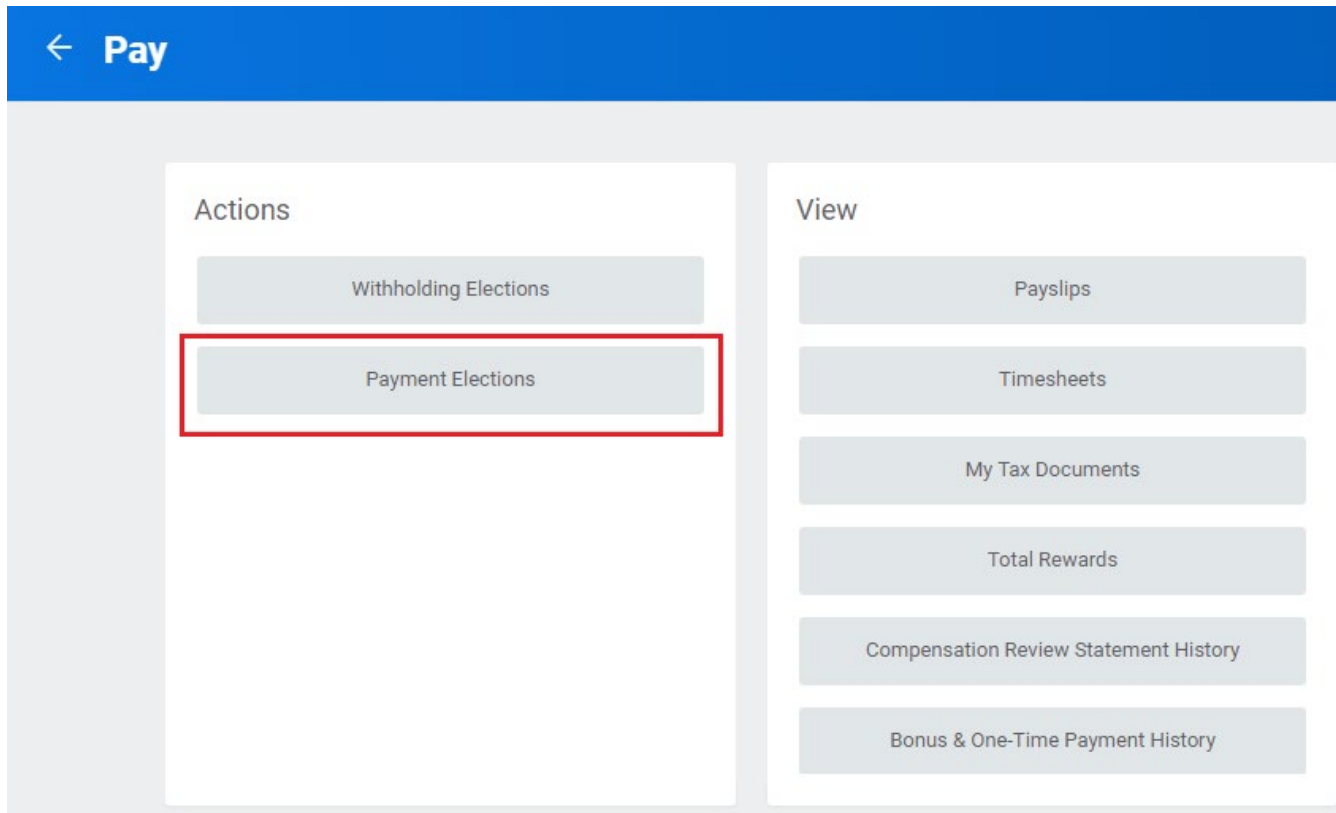 Pay
Actions
Withholding Elections
Payment Elections
View
Payslips
Timesheets
My Tax Documents
Total Rewards
Compensation Review Statement History
Bonus & One-Time Payment History